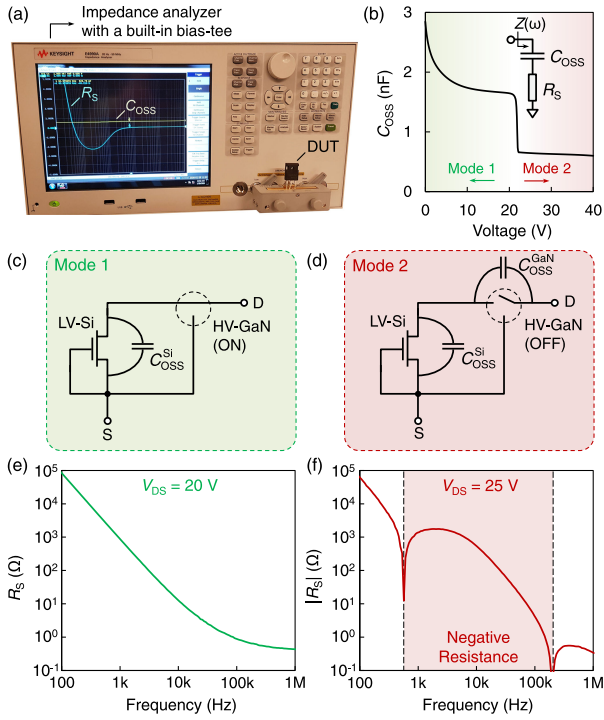 (a)
Impedance analyzer
with a built-in bias-tee
KEYSIGHT
R_S
C_OSS
DUT
(b)
C_OSS (nF)
3
2
1
0
Z(ω)
C_OSS
R_S
Mode 1
Mode 2
0
10
20
30
40
Voltage (V)
(c)
Mode 1
LV-Si
C_OSS^Si
D
HV-GaN
(ON)
S
(d)
Mode 2
C_OSS^GaN
LV-Si
C_OSS^Si
D
HV-GaN
(OFF)
S
(e)
V_DS = 20 V
R_S (Ω)
10^5
10^4
10^3
10^2
10^1
10^0
10^-1
100
1k
10k
100k
1M
Frequency (Hz)
(f)
V_DS = 25 V
|R_S| (Ω)
10^5
10^4
10^3
10^2
10^1
10^0
10^-1
Negative
Resistance
100
1k
10k
100k
1M
Frequency (Hz)